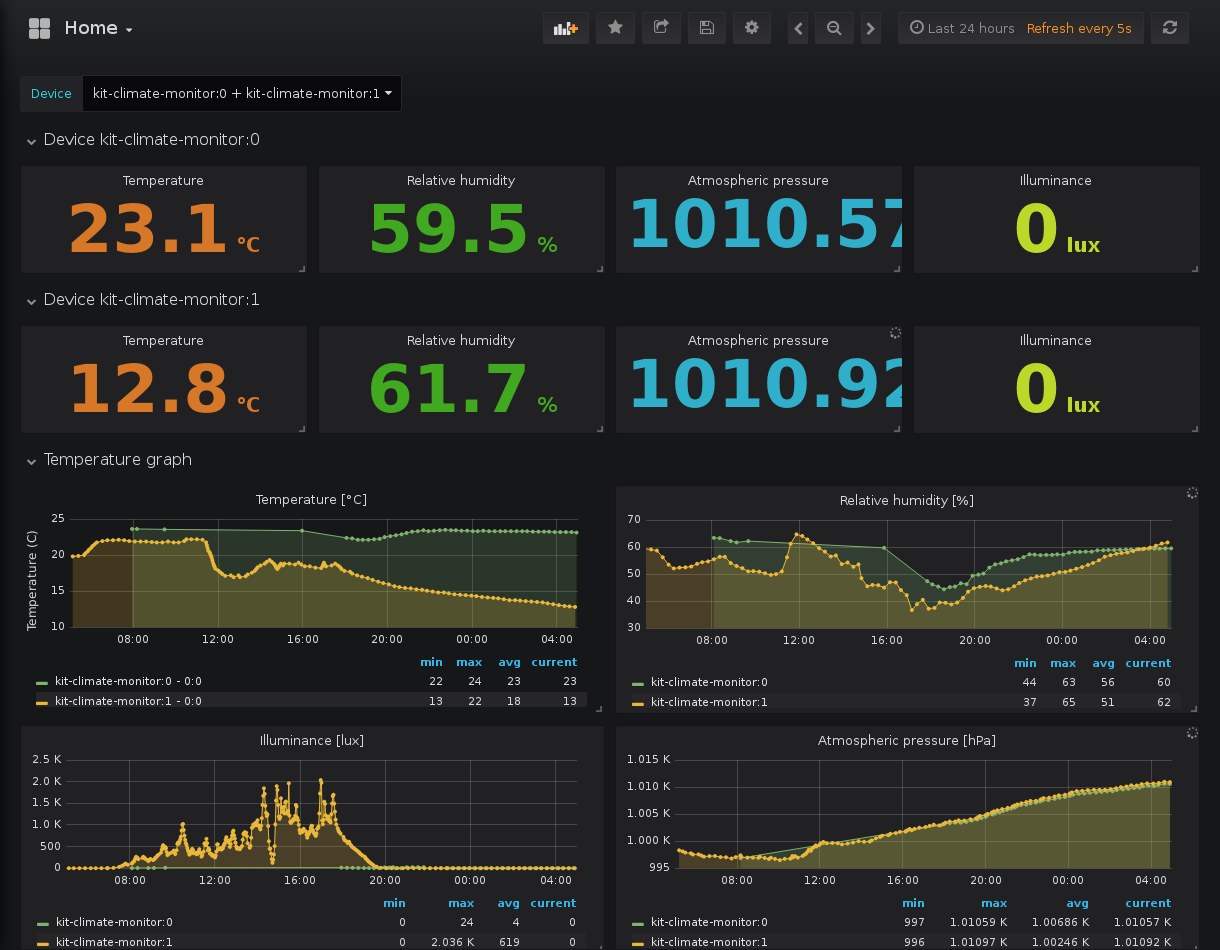 Home
Last 24 hours Refresh every 5s
Device kit-climate-monitor:0 + kit-climate-monitor:1
Device kit-climate-monitor:0
Temperature Relative humidity Atmospheric pressure Illuminance
23.1 °C 59.5 % 1010.57 0 lux
Device kit-climate-monitor:1
Temperature Relative humidity Atmospheric pressure Illuminance
12.8 °C 61.7 % 1010.92 0 lux
Temperature graph
Temperature [°C]
Temperature (C)
25
20
15
10
08:00 12:00 16:00 20:00 00:00 04:00
min max avg current
kit-climate-monitor:0 - 0:0 22 24 23 23
kit-climate-monitor:1 - 0:0 13 22 18 13
Relative humidity [%]
70
60
50
40
30
08:00 12:00 16:00 20:00 00:00 04:00
min max avg current
kit-climate-monitor:0 44 63 56 60
kit-climate-monitor:1 37 65 51 62
Illuminance [lux]
2.5 K
2.0 K
1.5 K
1.0 K
500
0
08:00 12:00 16:00 20:00 00:00 04:00
min max avg current
kit-climate-monitor:0 0 24 4 0
kit-climate-monitor:1 0 2.036 K 619 0
Atmospheric pressure [hPa]
1.015 K
1.010 K
1.005 K
1.000 K
995
08:00 12:00 16:00 20:00 00:00 04:00
min max avg current
kit-climate-monitor:0 997 1.01059 K 1.00686 K 1.01057 K
kit-climate-monitor:1 996 1.01097 K 1.00246 K 1.01092 K